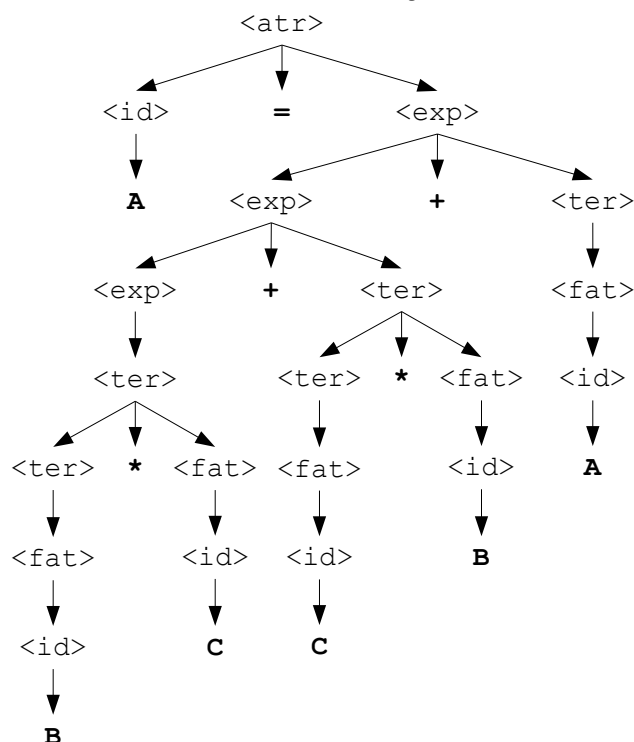 <atr>
<id> = <exp>
A <exp> + <ter>
<exp> + <ter> <fat>
<ter> <ter> * <fat> <id>
<ter> * <fat> <fat> <id> A
<fat> <id> <id> B
<id> C C
B